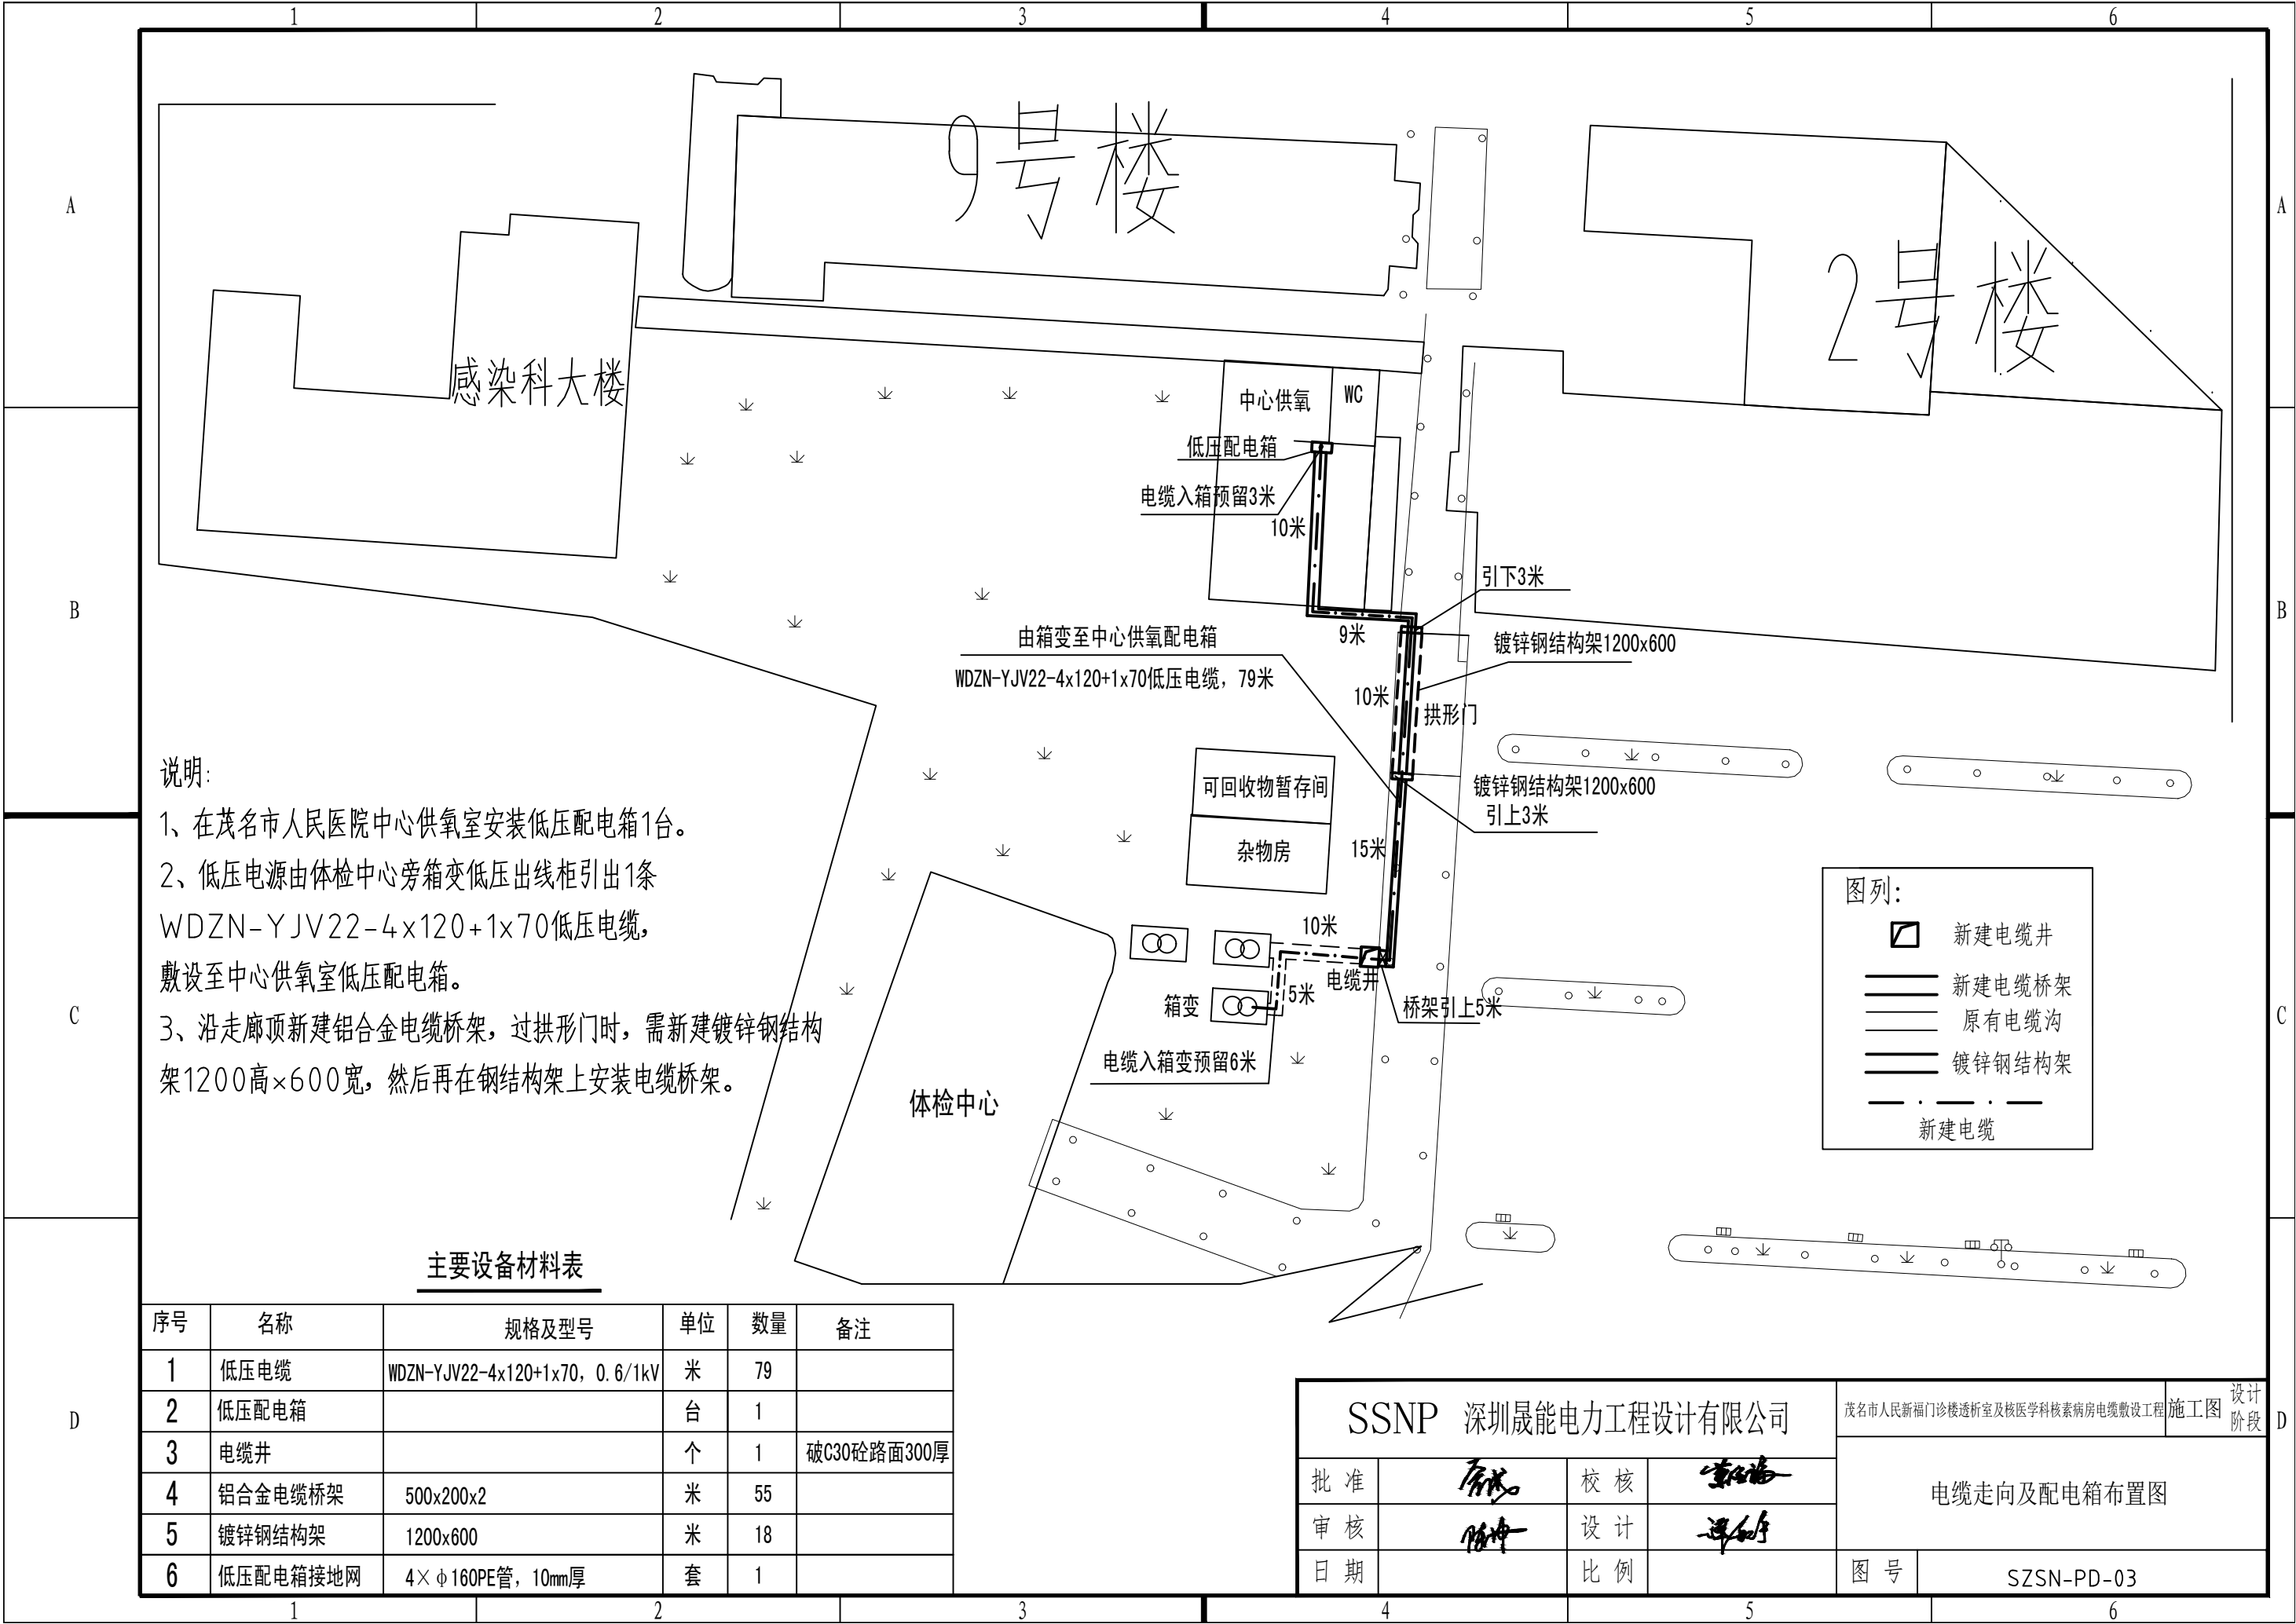 1 2 3 4 5 6
A A
B B
C C
D D
9号楼
2号楼
感染科大楼
中心供氧
WC
低压配电箱
电缆入箱预留3米
10米
引下3米
9米
由箱变至中心供氧配电箱
WDZN-YJV22-4x120+1x70低压电缆，79米
镀锌钢结构架1200x600
10米
拱形门
可回收物暂存间
杂物房
镀锌钢结构架1200x600
引上3米
15米
10米
电缆井
5米
箱变
桥架引上5米
电缆入箱变预留6米
体检中心
说明:
1、在茂名市人民医院中心供氧室安装低压配电箱1台。
2、低压电源由体检中心旁箱变低压出线柜引出1条
WDZN-YJV22-4x120+1x70低压电缆，
敷设至中心供氧室低压配电箱。
3、沿走廊顶新建铝合金电缆桥架，过拱形门时，需新建镀锌钢结构
架1200高×600宽，然后再在钢结构架上安装电缆桥架。
图列:
新建电缆井
新建电缆桥架
原有电缆沟
镀锌钢结构架
新建电缆
主要设备材料表
序号 名称 规格及型号 单位 数量 备注
1 低压电缆 WDZN-YJV22-4x120+1x70，0.6/1kV 米 79
2 低压配电箱 台 1
3 电缆井 个 1 破C30砼路面300厚
4 铝合金电缆桥架 500x200x2 米 55
5 镀锌钢结构架 1200x600 米 18
6 低压配电箱接地网 4×φ160PE管，10mm厚 套 1
SSNP 深圳晟能电力工程设计有限公司
茂名市人民新福门诊楼透析室及核医学科核素病房电缆敷设工程 施工图 设计阶段
批准 校核
电缆走向及配电箱布置图
审核 设计
日期 比例
图号 SZSN-PD-03
1 2 3 4 5 6